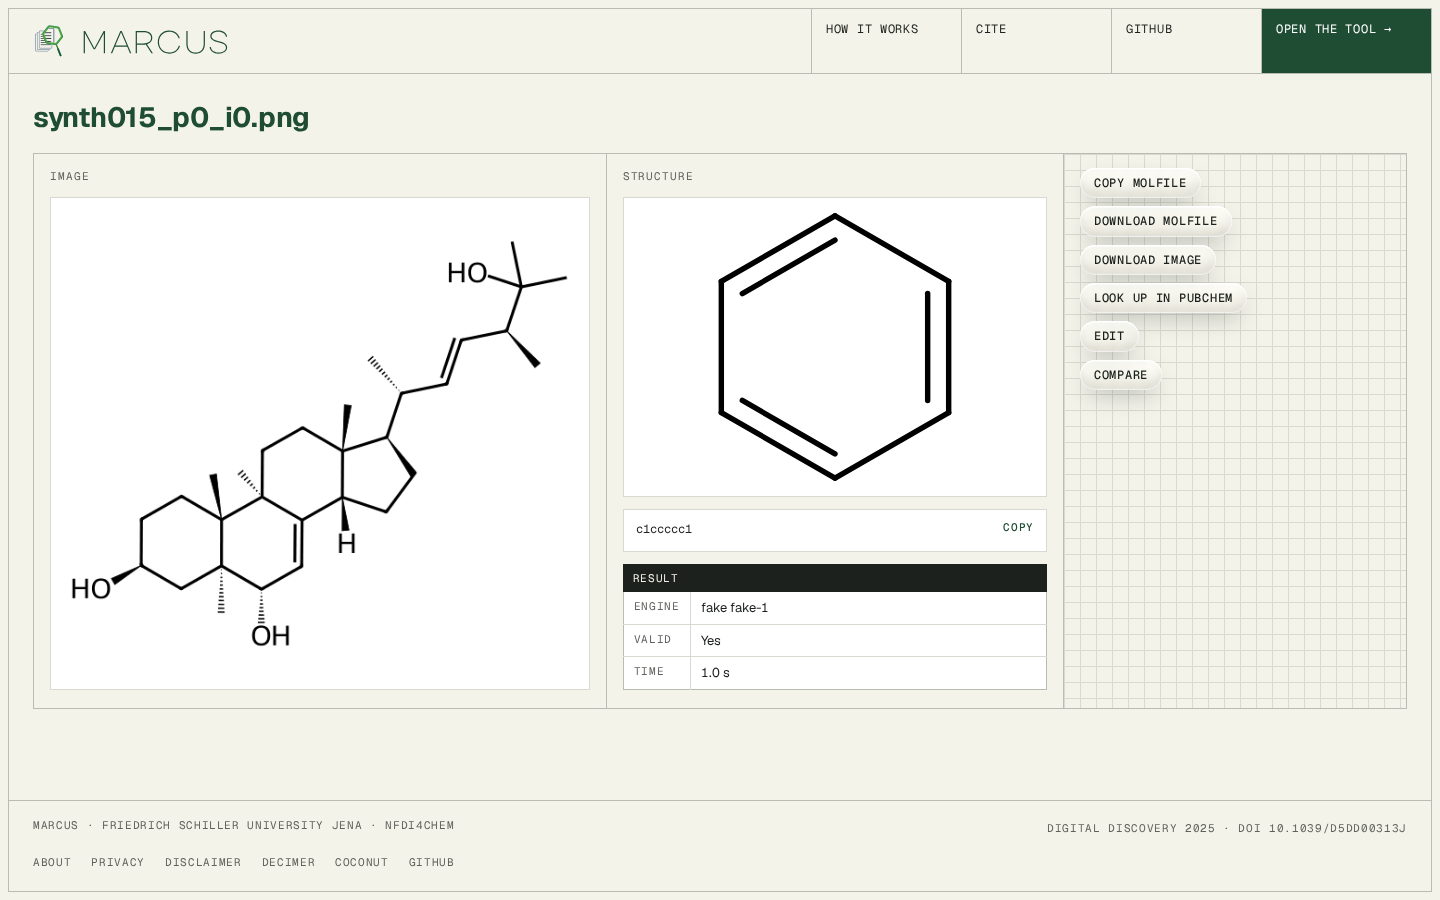 MARCUS
HOW IT WORKS
CITE
GITHUB
OPEN THE TOOL →
synth015_p0_i0.png
IMAGE
HO
H
HO
OH
STRUCTURE
c1ccccc1
COPY
RESULT
ENGINE fake fake-1
VALID Yes
TIME 1.0 s
COPY MOLFILE
DOWNLOAD MOLFILE
DOWNLOAD IMAGE
LOOK UP IN PUBCHEM
EDIT
COMPARE
MARCUS · FRIEDRICH SCHILLER UNIVERSITY JENA · NFDI4CHEM
DIGITAL DISCOVERY 2025 · DOI 10.1039/D5DD00313J
ABOUT PRIVACY DISCLAIMER DECIMER COCONUT GITHUB